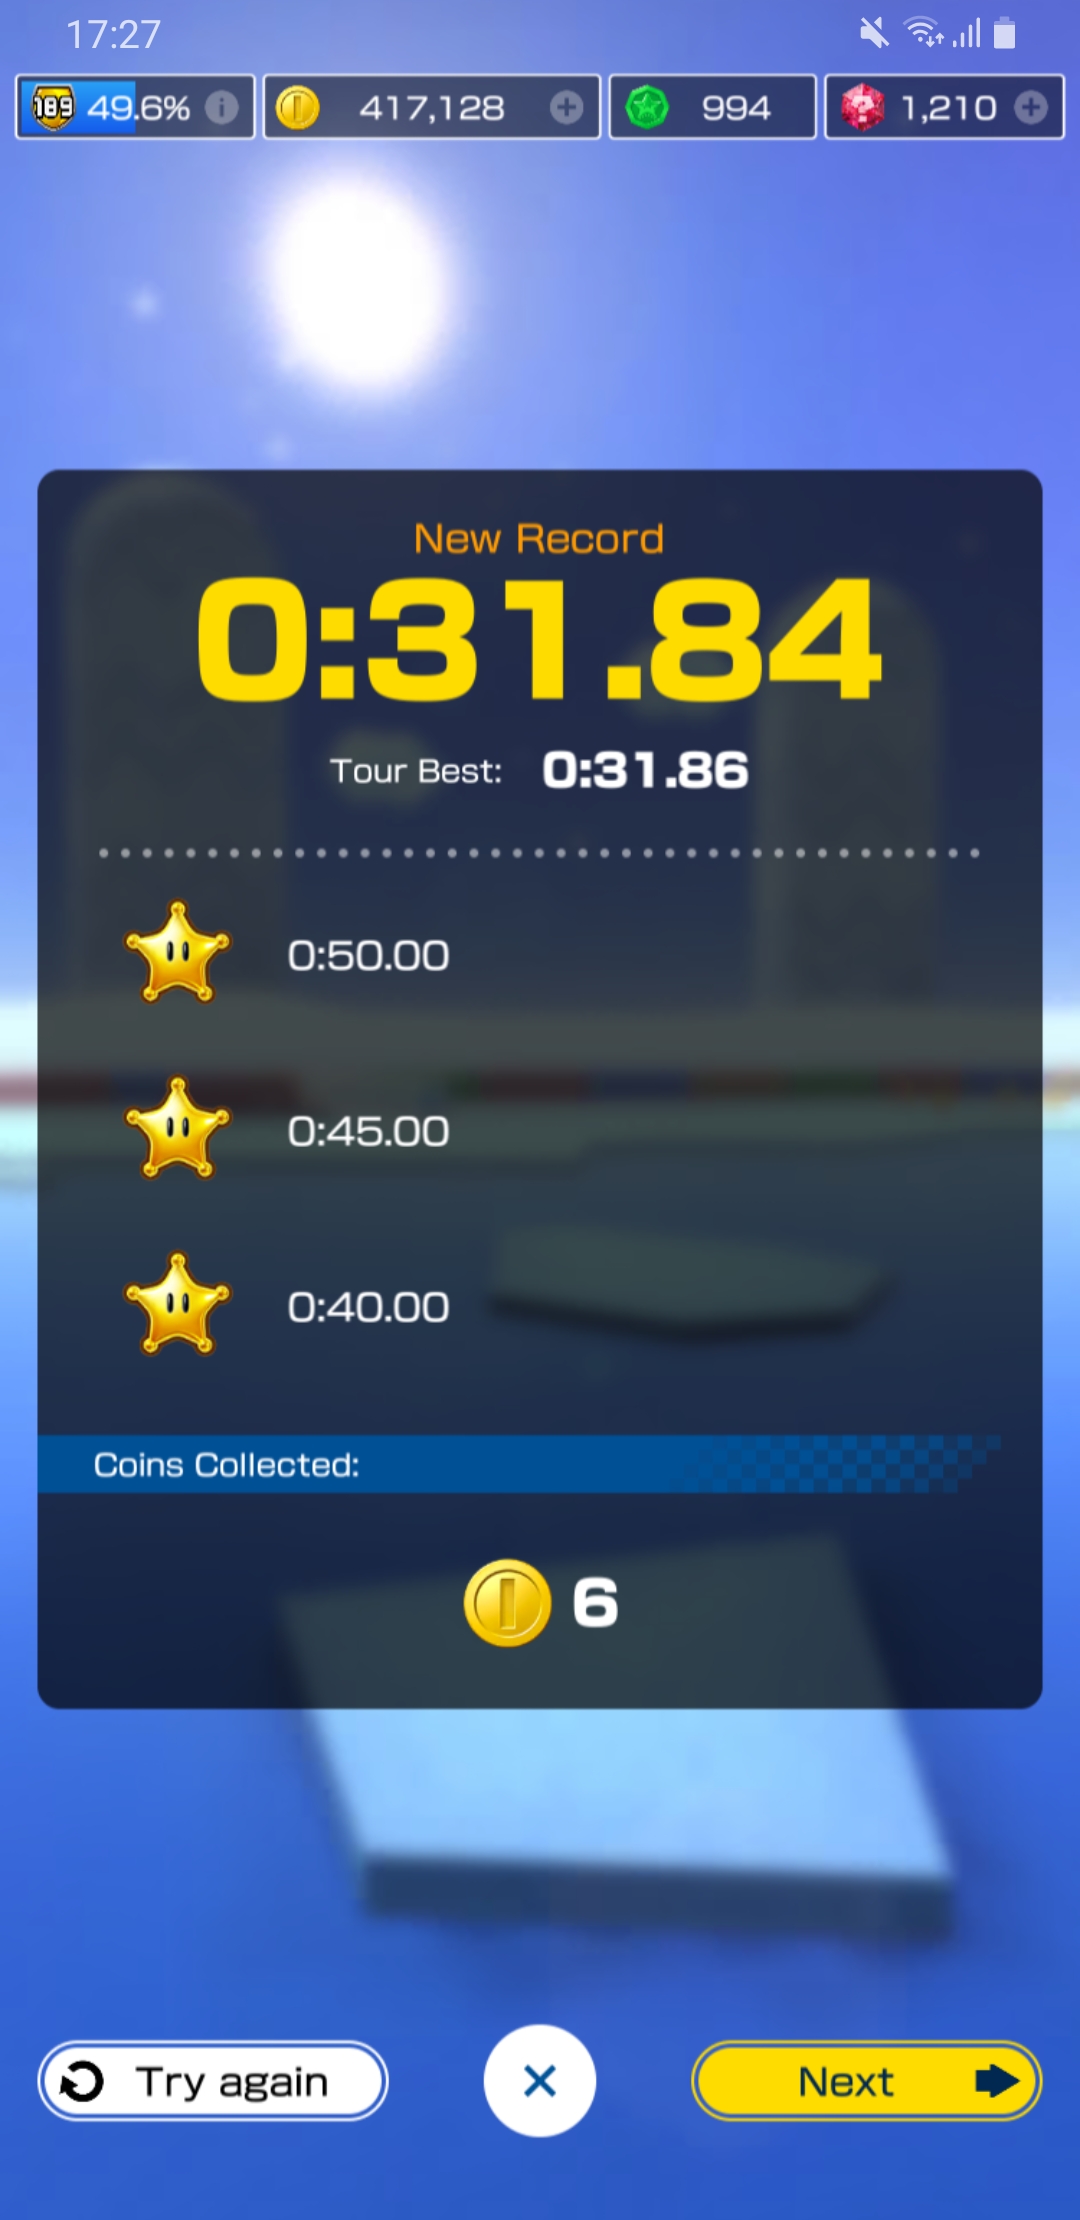 17:27
189 49.6% i 417,128 + 994 ? 1,210 +
New Record
0:31.84
Tour Best: 0:31.86
0:50.00
0:45.00
0:40.00
Coins Collected:
6
Try again × Next